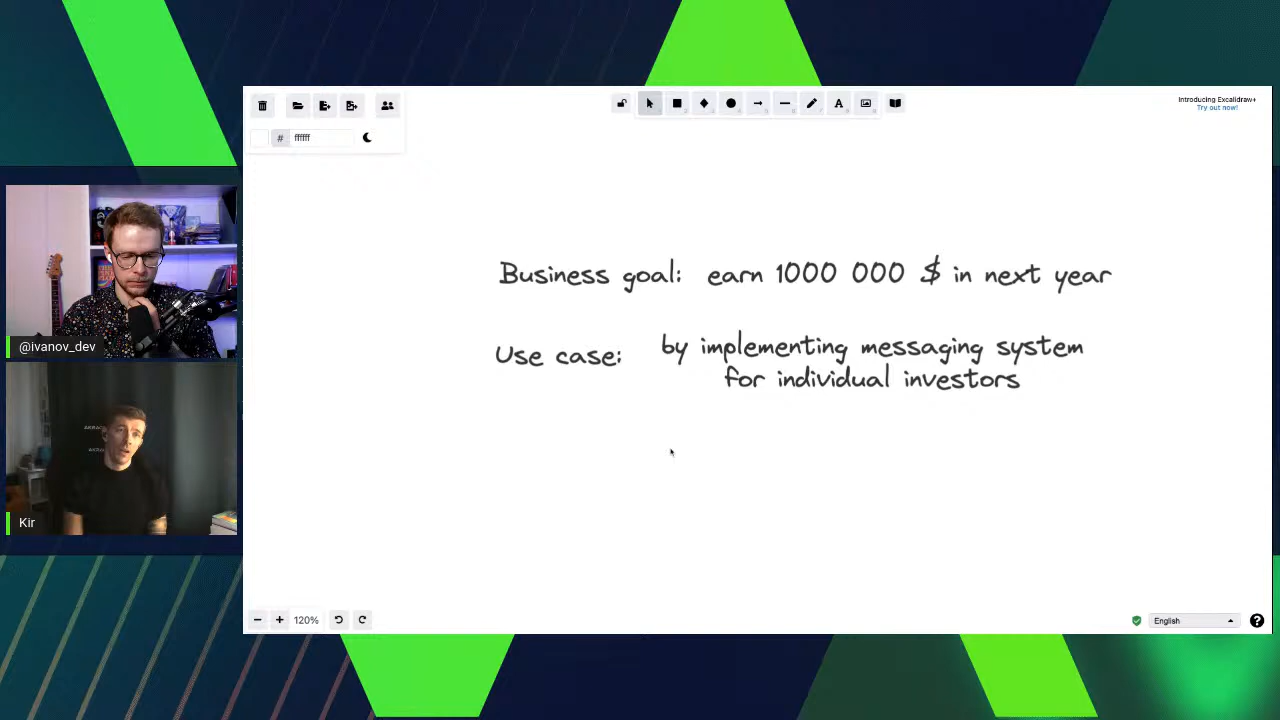 Introducing Excalidraw+
Try out now!
# ffffff
Business goal: earn 1000 000 $ in next year
Use case: by implementing messaging system
for individual investors
@ivanov_dev
Kir
120%
English